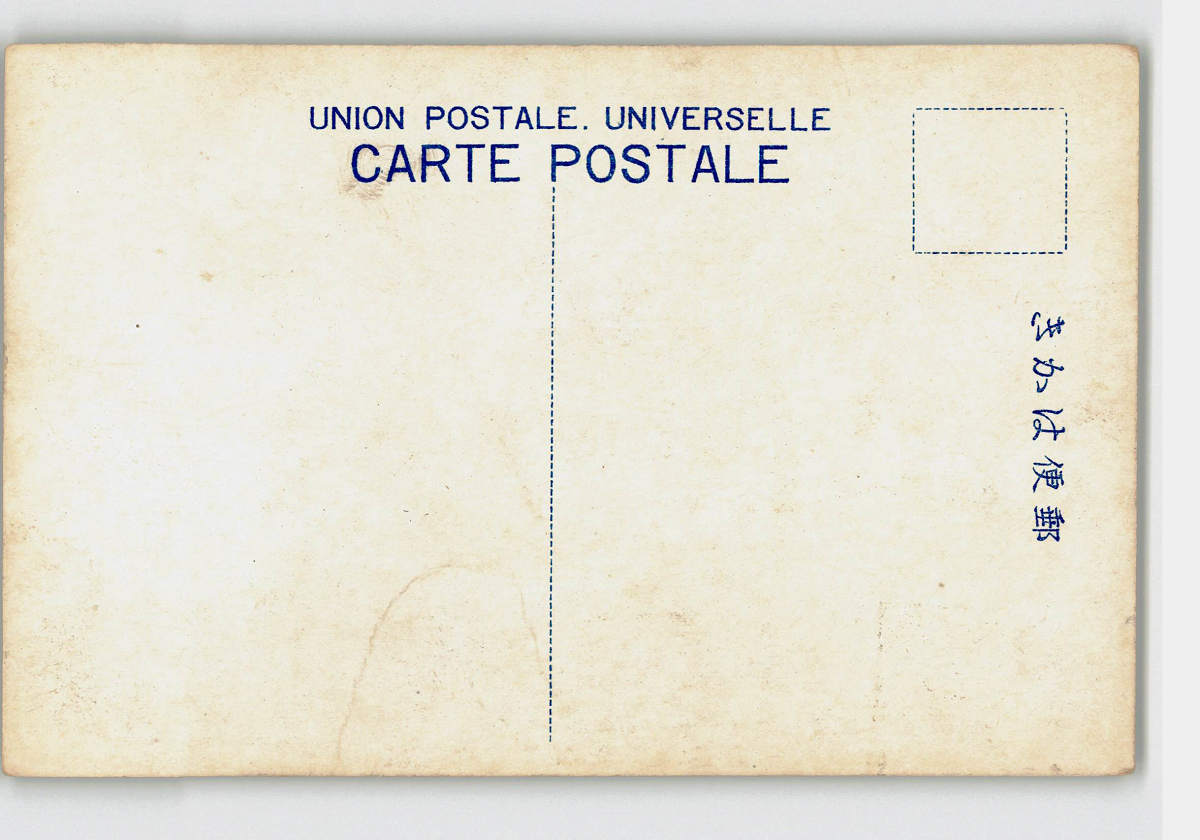 UNION POSTALE. UNIVERSELLE
CARTE POSTALE
郵便はかき